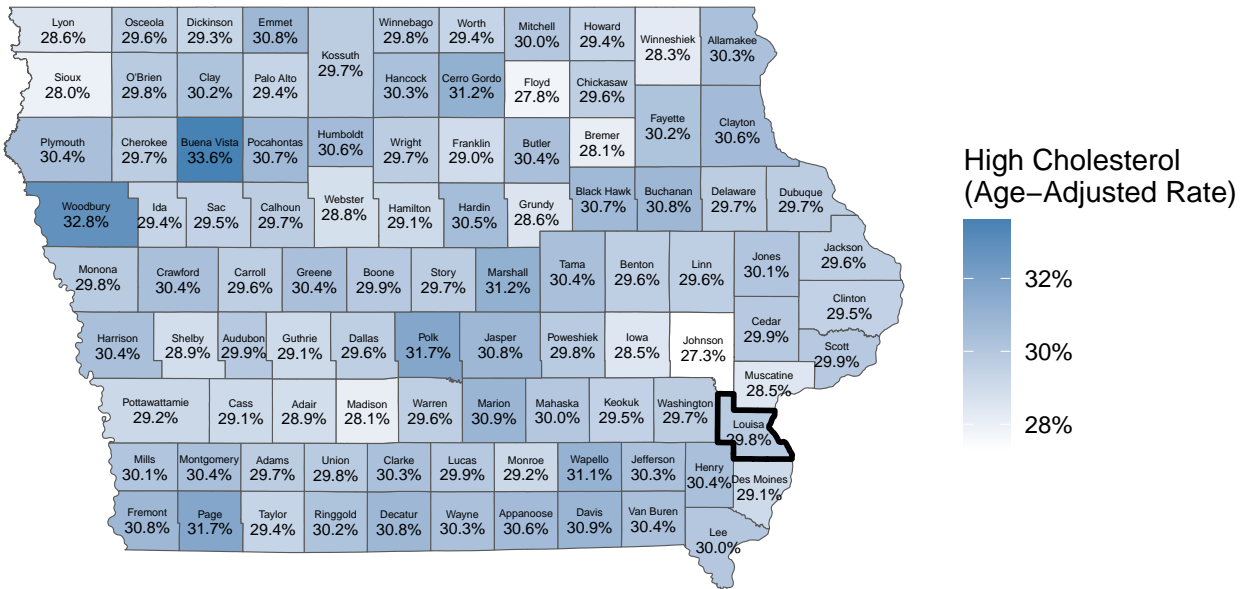 Lyon
28.6%
Osceola
29.6%
Dickinson
29.3%
Emmet
30.8%
Kossuth
29.7%
Winnebago
29.8%
Worth
29.4%
Mitchell
30.0%
Howard
29.4%
Winneshiek
28.3%
Allamakee
30.3%
Sioux
28.0%
O'Brien
29.8%
Clay
30.2%
Palo Alto
29.4%
Hancock
30.3%
Cerro Gordo
31.2%
Floyd
27.8%
Chickasaw
29.6%
Fayette
30.2%
Clayton
30.6%
Plymouth
30.4%
Cherokee
29.7%
Buena Vista
33.6%
Pocahontas
30.7%
Humboldt
30.6%
Wright
29.7%
Franklin
29.0%
Butler
30.4%
Bremer
28.1%
Woodbury
32.8%
Ida
29.4%
Sac
29.5%
Calhoun
29.7%
Webster
28.8%
Hamilton
29.1%
Hardin
30.5%
Grundy
28.6%
Black Hawk
30.7%
Buchanan
30.8%
Delaware
29.7%
Dubuque
29.7%
Monona
29.8%
Crawford
30.4%
Carroll
29.6%
Greene
30.4%
Boone
29.9%
Story
29.7%
Marshall
31.2%
Tama
30.4%
Benton
29.6%
Linn
29.6%
Jones
30.1%
Jackson
29.6%
Clinton
29.5%
Harrison
30.4%
Shelby
28.9%
Audubon
29.9%
Guthrie
29.1%
Dallas
29.6%
Polk
31.7%
Jasper
30.8%
Poweshiek
29.8%
Iowa
28.5%
Johnson
27.3%
Cedar
29.9%
Scott
29.9%
Muscatine
28.5%
Pottawattamie
29.2%
Cass
29.1%
Adair
28.9%
Madison
28.1%
Warren
29.6%
Marion
30.9%
Mahaska
30.0%
Keokuk
29.5%
Washington
29.7%
Louisa
29.8%
Mills
30.1%
Montgomery
30.4%
Adams
29.7%
Union
29.8%
Clarke
30.3%
Lucas
29.9%
Monroe
29.2%
Wapello
31.1%
Jefferson
30.3%
Henry
30.4%
Des Moines
29.1%
Fremont
30.8%
Page
31.7%
Taylor
29.4%
Ringgold
30.2%
Decatur
30.8%
Wayne
30.3%
Appanoose
30.6%
Davis
30.9%
Van Buren
30.4%
Lee
30.0%
High Cholesterol
(Age−Adjusted Rate)
32%
30%
28%